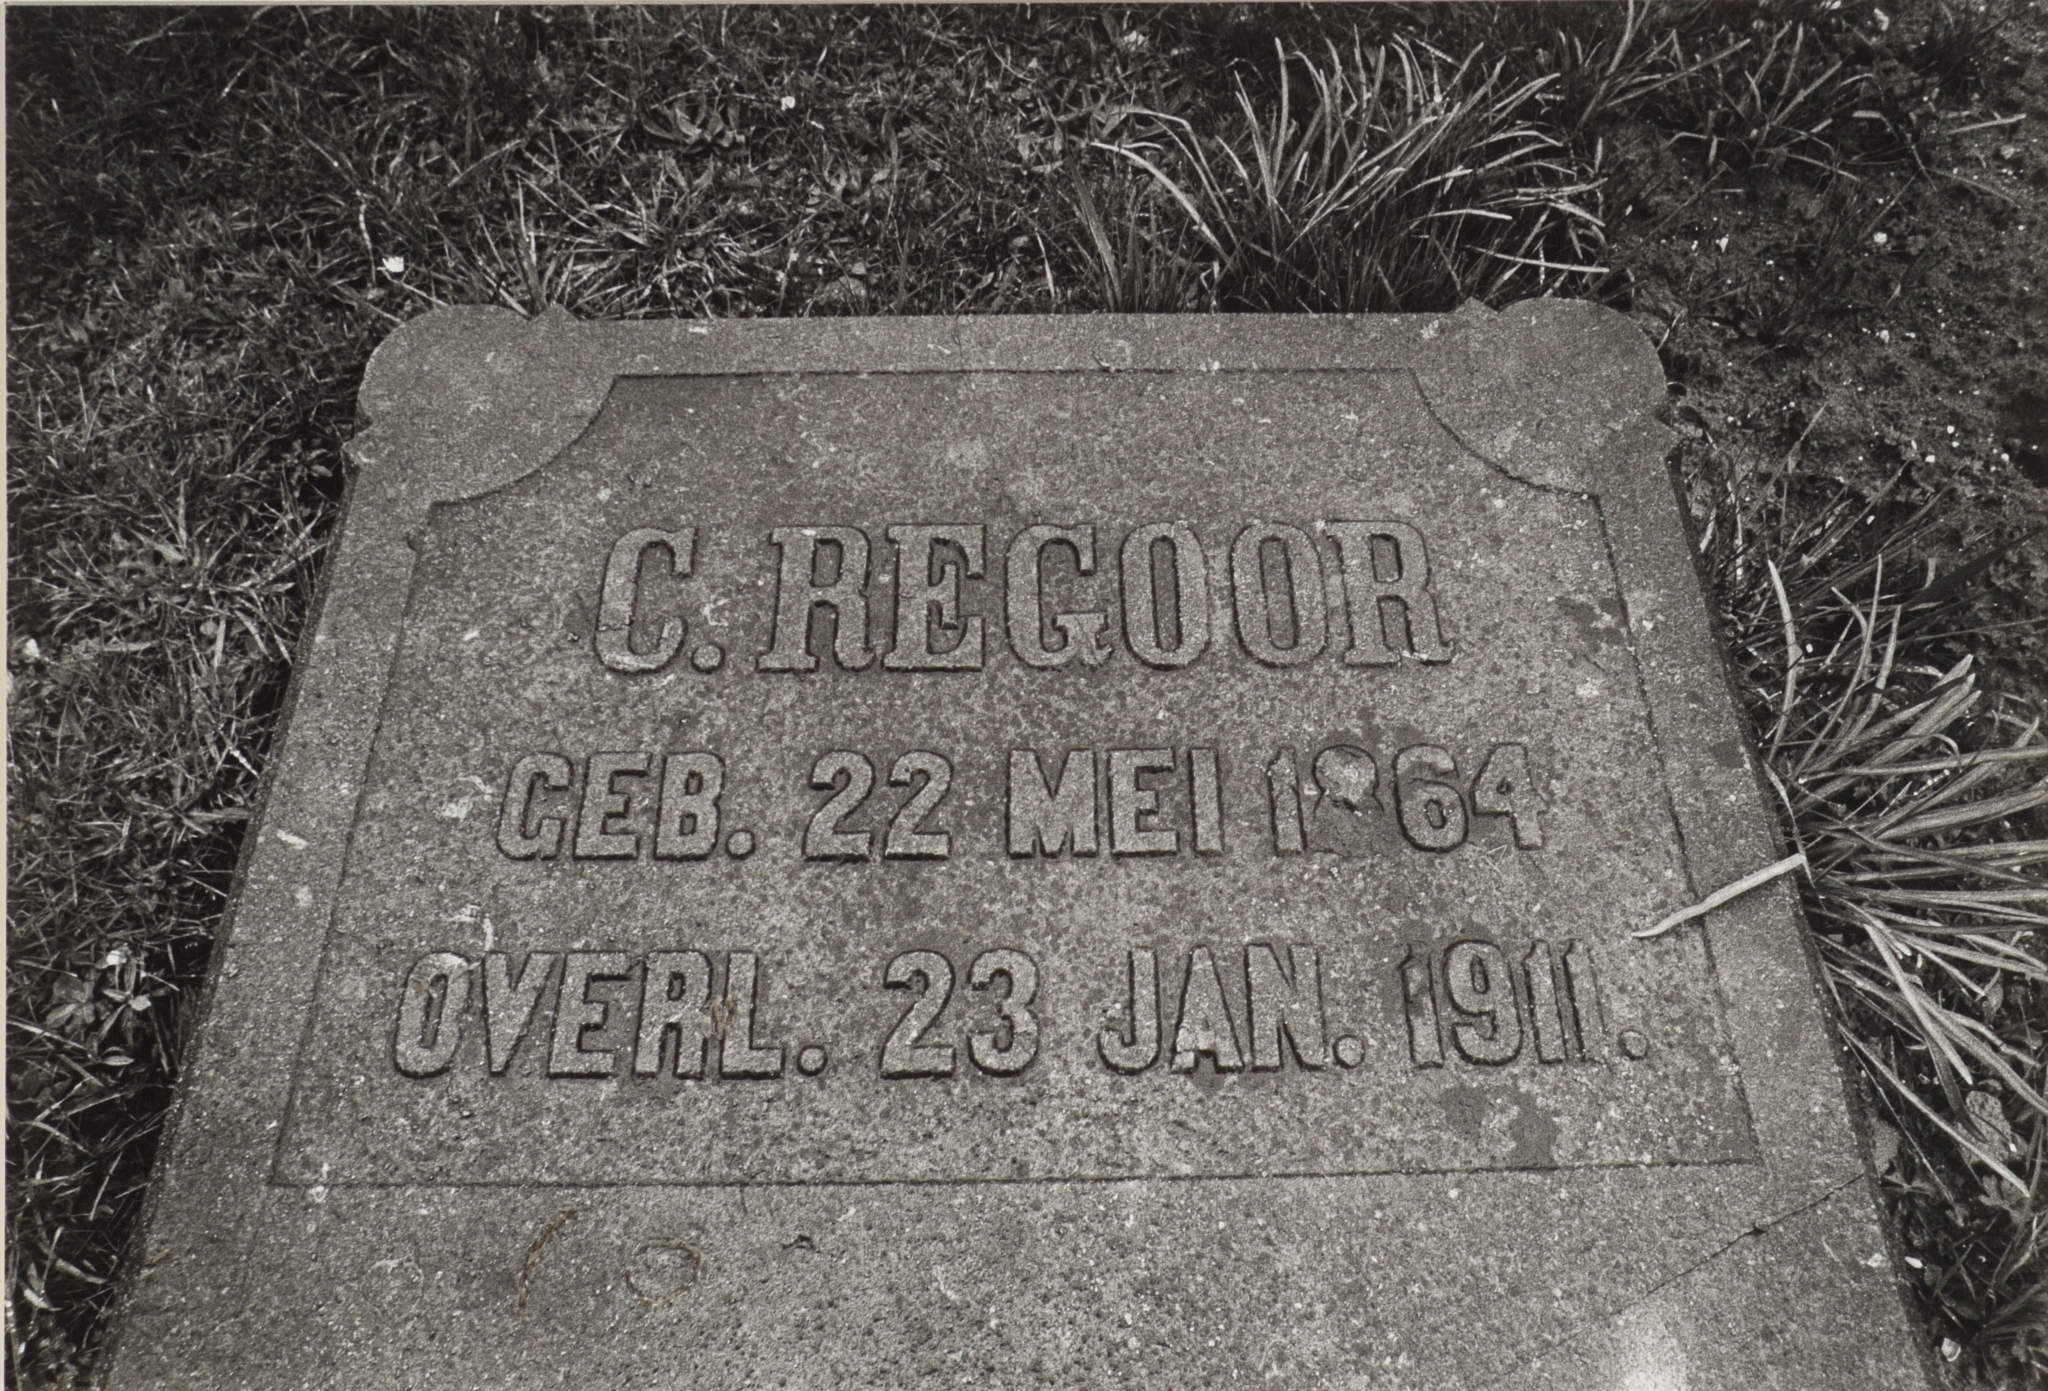 C. REGOOR
GEB. 22 MEI 1864
OVERL. 23 JAN. 1911.